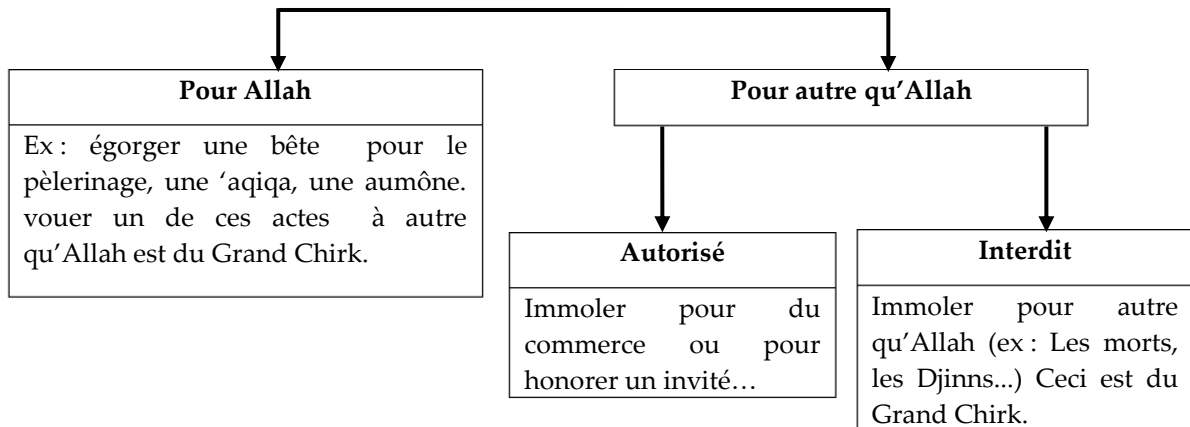 Pour Allah
Ex : égorger une bête pour le
pèlerinage, une ‘aqiqa, une aumône.
vouer un de ces actes à autre
qu’Allah est du Grand Chirk.
Pour autre qu’Allah
Autorisé
Immoler pour du
commerce ou pour
honorer un invité…
Interdit
Immoler pour autre
qu’Allah (ex : Les morts,
les Djinns...) Ceci est du
Grand Chirk.